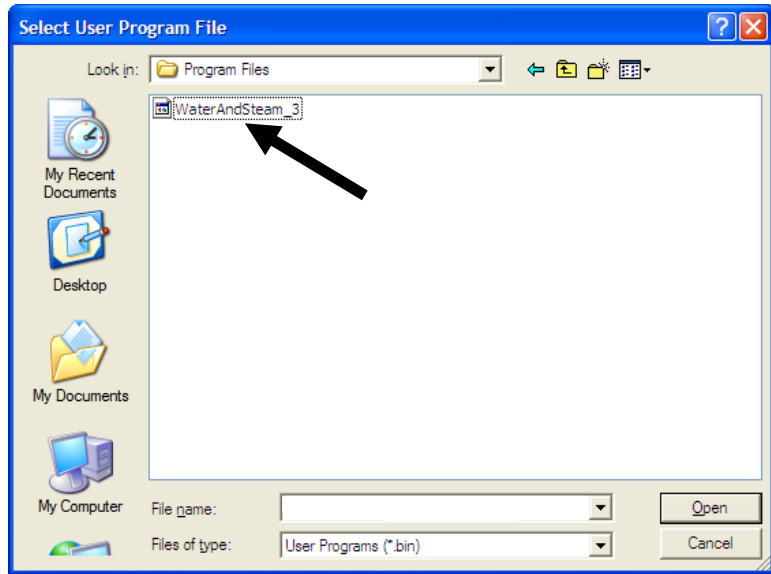 Select User Program File
Look in: Program Files
WaterAndSteam_3
My Recent
Documents
Desktop
My Documents
My Computer
File name:
Open
Files of type: User Programs (*.bin)
Cancel